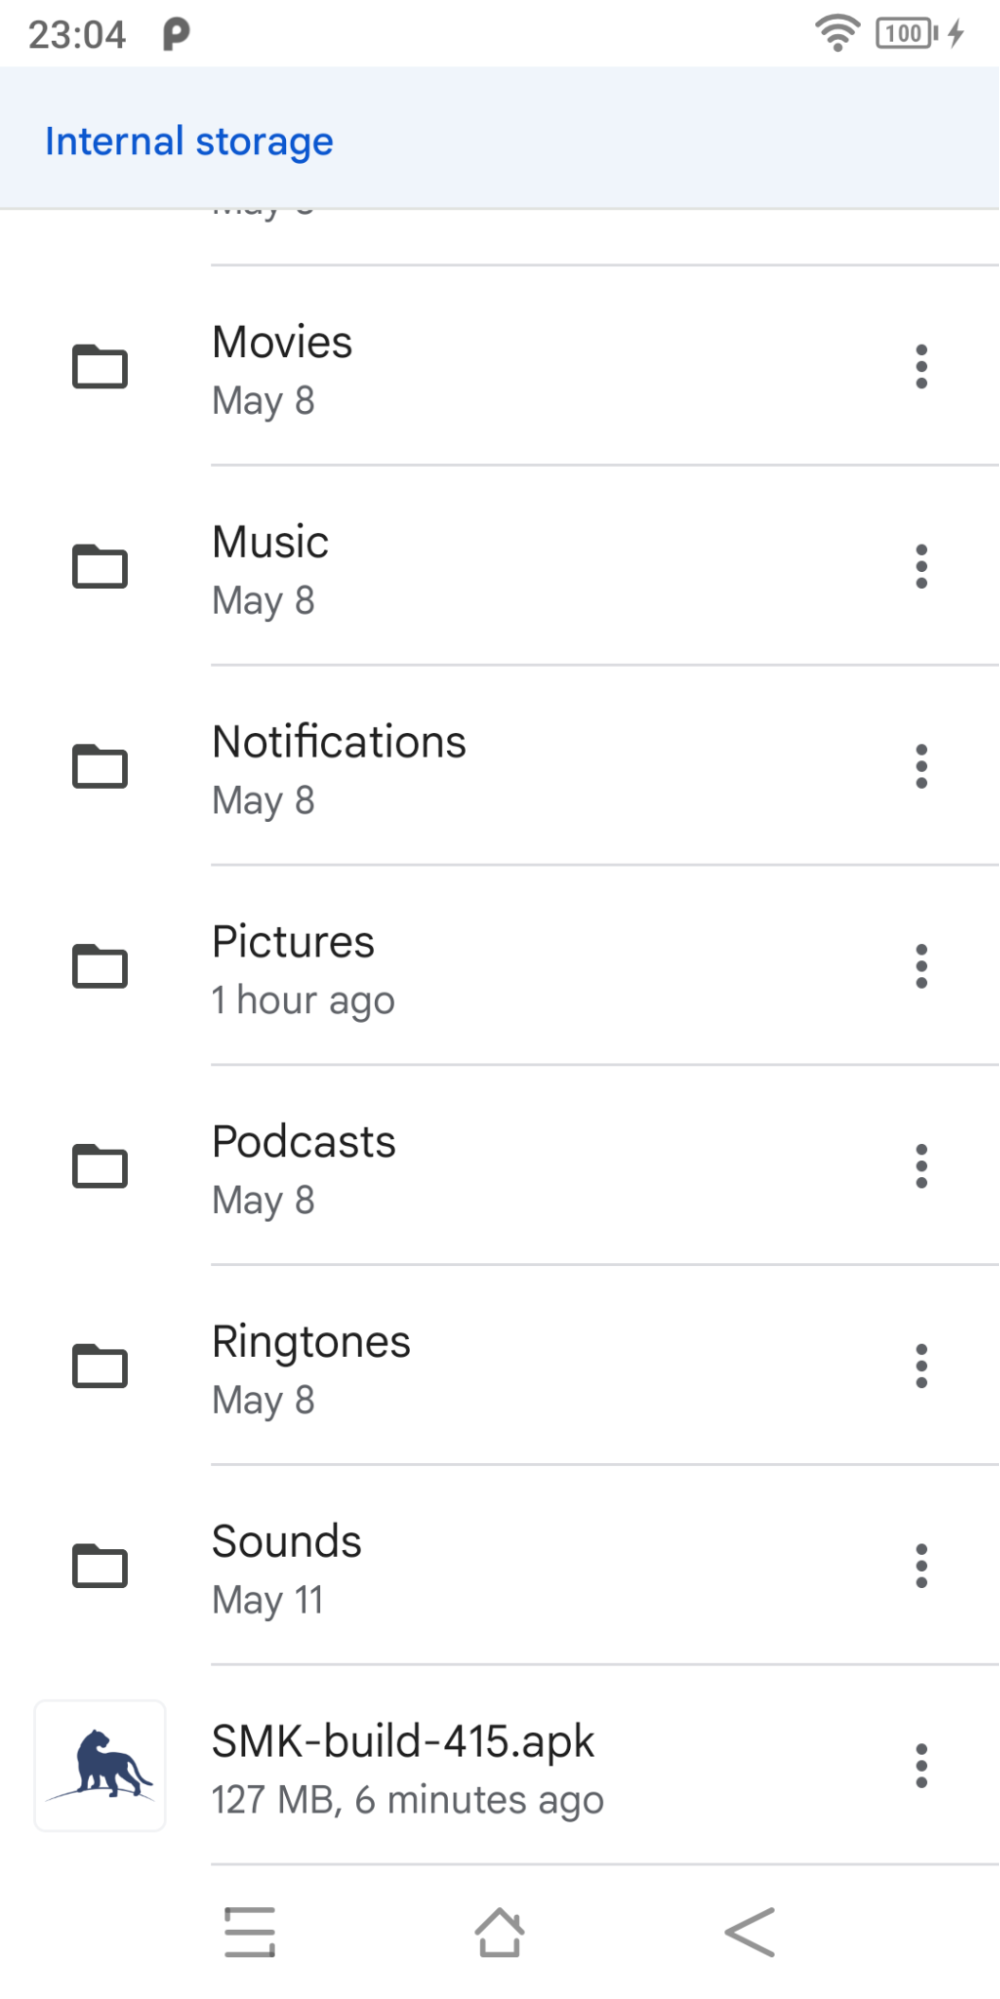 23:04
100
Internal storage
Movies
May 8
Music
May 8
Notifications
May 8
Pictures
1 hour ago
Podcasts
May 8
Ringtones
May 8
Sounds
May 11
SMK-build-415.apk
127 MB, 6 minutes ago